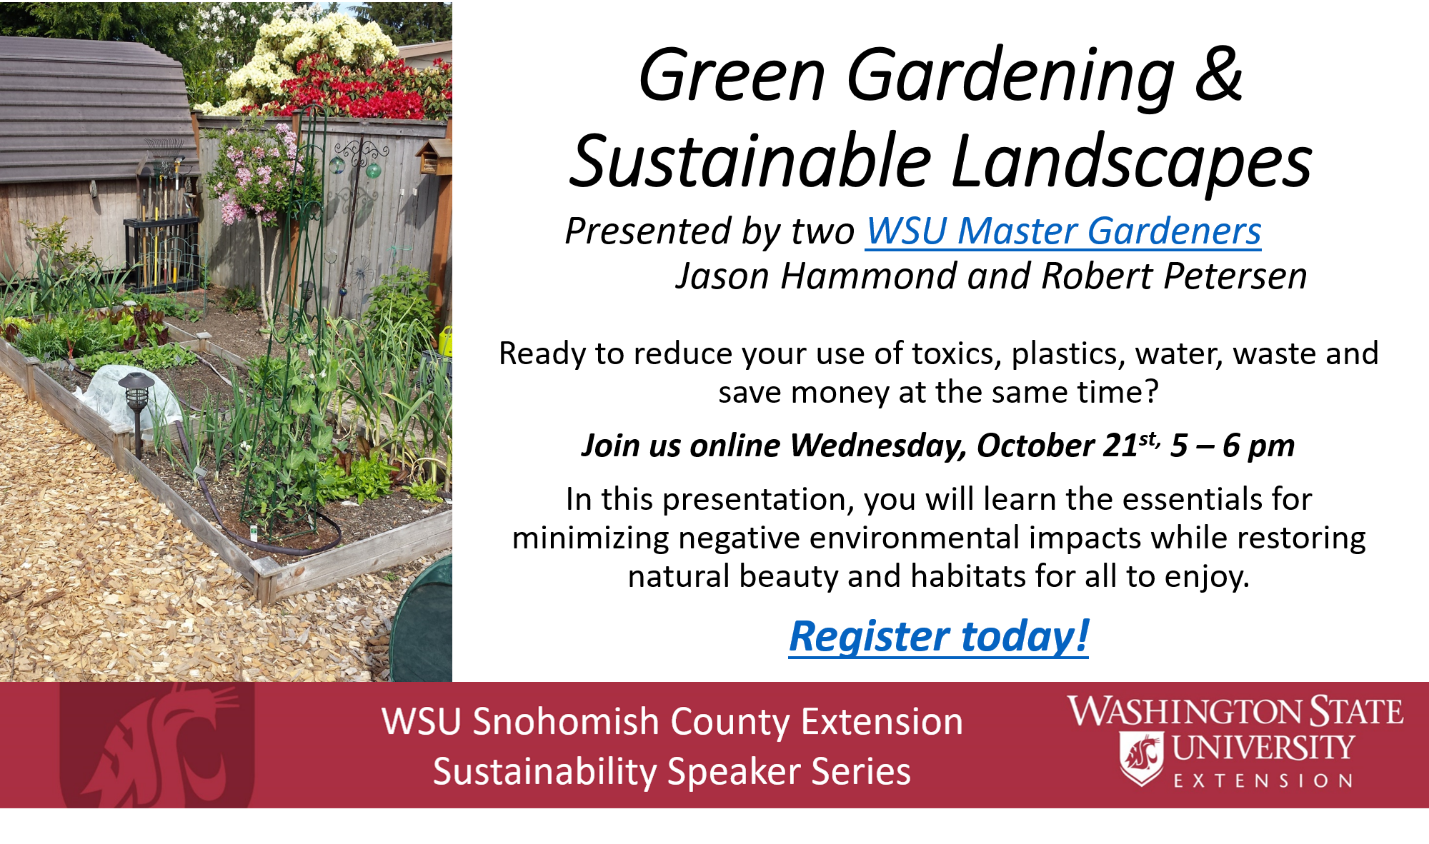 Green Gardening &
Sustainable Landscapes
Presented by two WSU Master Gardeners
Jason Hammond and Robert Petersen
Ready to reduce your use of toxics, plastics, water, waste and
save money at the same time?
Join us online Wednesday, October 21st, 5 – 6 pm
In this presentation, you will learn the essentials for
minimizing negative environmental impacts while restoring
natural beauty and habitats for all to enjoy.
Register today!
WSU Snohomish County Extension
Sustainability Speaker Series
WASHINGTON STATE
UNIVERSITY
EXTENSION